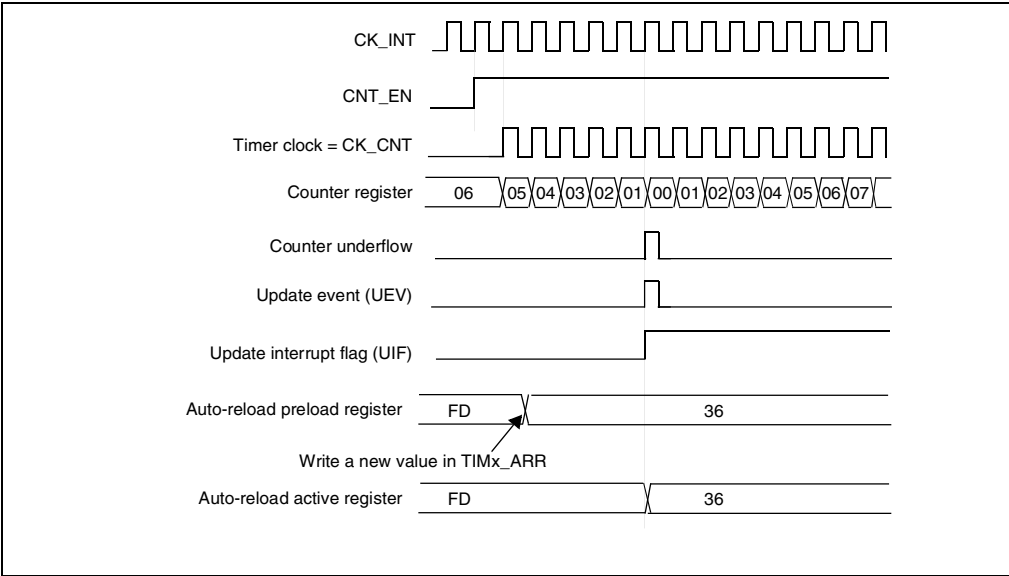 CK_INT
CNT_EN
Timer clock = CK_CNT
Counter register 06 05 04 03 02 01 00 01 02 03 04 05 06 07
Counter underflow
Update event (UEV)
Update interrupt flag (UIF)
Auto-reload preload register FD 36
Write a new value in TIMx_ARR
Auto-reload active register FD 36